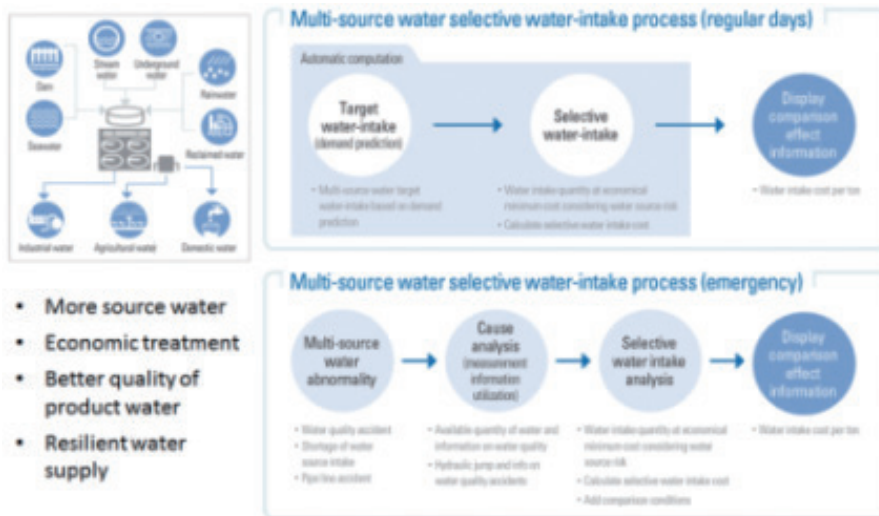 Multi-source water selective water-intake process (regular days)
Dam
Stream
water
Underground
water
Rainwater
Seawater
Reclaimed water
Industrial water
Agricultural water
Domestic water
Automatic computation
Target
water-intake
(demand prediction)
• Multi-source water target
water-intake based on demand
prediction
Selective
water-intake
• Water intake quantity at economical
minimum cost considering water source risk
• Calculate selective water intake cost
Display
comparison
effect
information
• Water intake cost per ton
• More source water
• Economic treatment
• Better quality of
product water
• Resilient water
supply
Multi-source water selective water-intake process (emergency)
Multi-source
water
abnormality
• Water quality accident
• Shortage of water
source intake
• Pipe line accident
Cause
analysis
(measurement
information
utilization)
• Available quantity of water and
information on water quality
• Hydraulic jump and info on
water quality accidents
Selective
water intake
analysis
• Water intake quantity at economical
minimum cost considering water
source risk
• Calculate selective water intake cost
• Add comparison conditions
Display
comparison
effect
information
• Water intake cost per ton